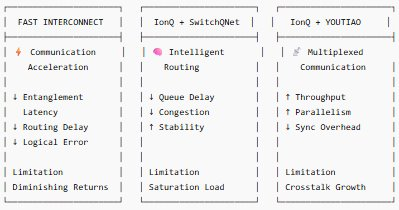 FAST INTERCONNECT
⚡ Communication
Acceleration
↓ Entanglement
Latency
↓ Routing Delay
↓ Logical Error
Limitation
Diminishing Returns
IonQ + SwitchQNet
🧠 Intelligent
Routing
↓ Queue Delay
↓ Congestion
↑ Stability
Limitation
Saturation Load
IonQ + YOUTIAO
📡 Multiplexed
Communication
↑ Throughput
↑ Parallelism
↓ Sync Overhead
Limitation
Crosstalk Growth